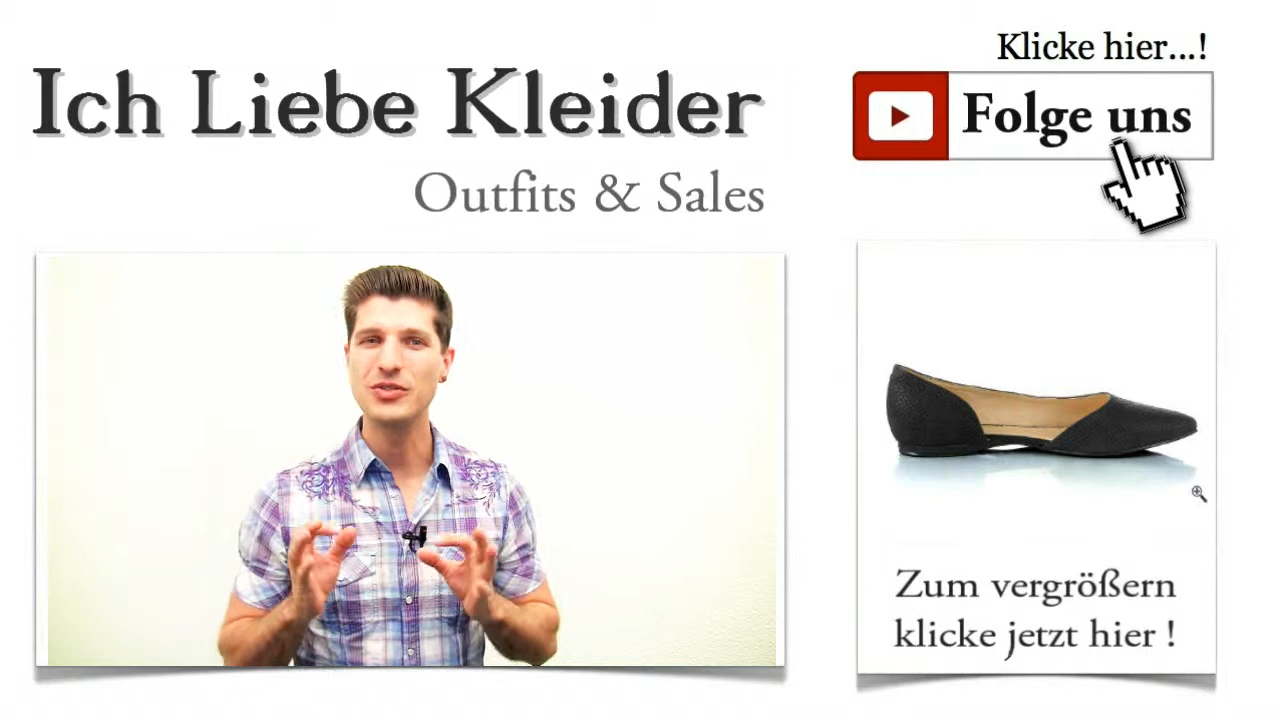 Ich Liebe Kleider
Outfits & Sales
Klicke hier...!
Folge uns
Zum vergrößern
klicke jetzt hier !